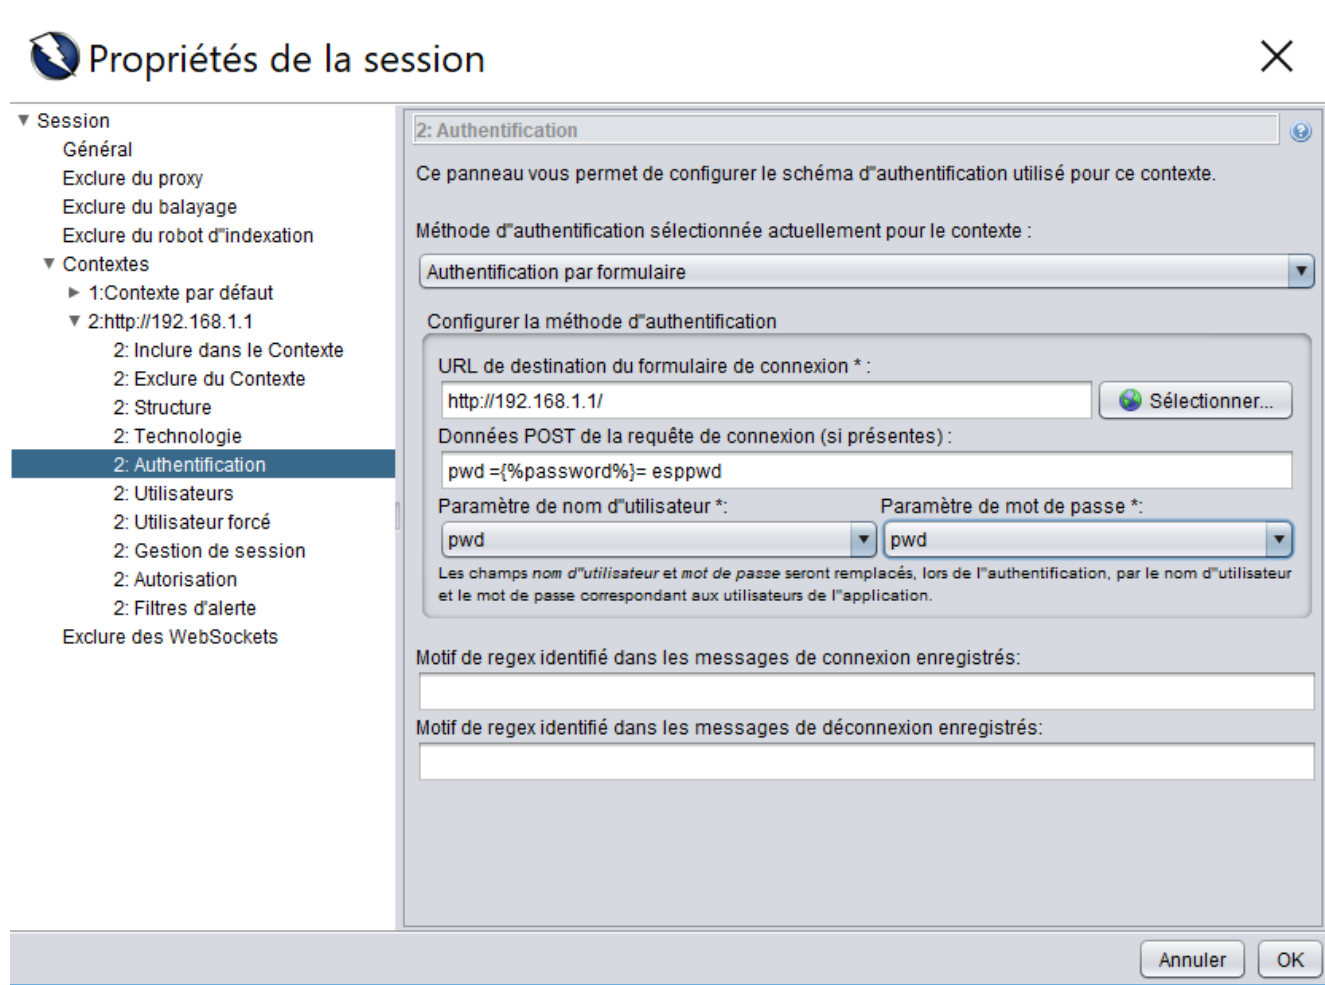 Propriétés de la session
Session
Général
Exclure du proxy
Exclure du balayage
Exclure du robot d"indexation
Contextes
1:Contexte par défaut
2:http://192.168.1.1
2: Inclure dans le Contexte
2: Exclure du Contexte
2: Structure
2: Technologie
2: Authentification
2: Utilisateurs
2: Utilisateur forcé
2: Gestion de session
2: Autorisation
2: Filtres d'alerte
Exclure des WebSockets
2: Authentification
Ce panneau vous permet de configurer le schéma d"authentification utilisé pour ce contexte.
Méthode d"authentification sélectionnée actuellement pour le contexte :
Authentification par formulaire
Configurer la méthode d"authentification
URL de destination du formulaire de connexion * :
http://192.168.1.1/
Sélectionner...
Données POST de la requête de connexion (si présentes) :
pwd ={%password%}= esppwd
Paramètre de nom d"utilisateur *:
Paramètre de mot de passe *:
pwd
pwd
Les champs nom d"utilisateur et mot de passe seront remplacés, lors de l"authentification, par le nom d"utilisateur
et le mot de passe correspondant aux utilisateurs de l"application.
Motif de regex identifié dans les messages de connexion enregistrés:
Motif de regex identifié dans les messages de déconnexion enregistrés:
Annuler
OK